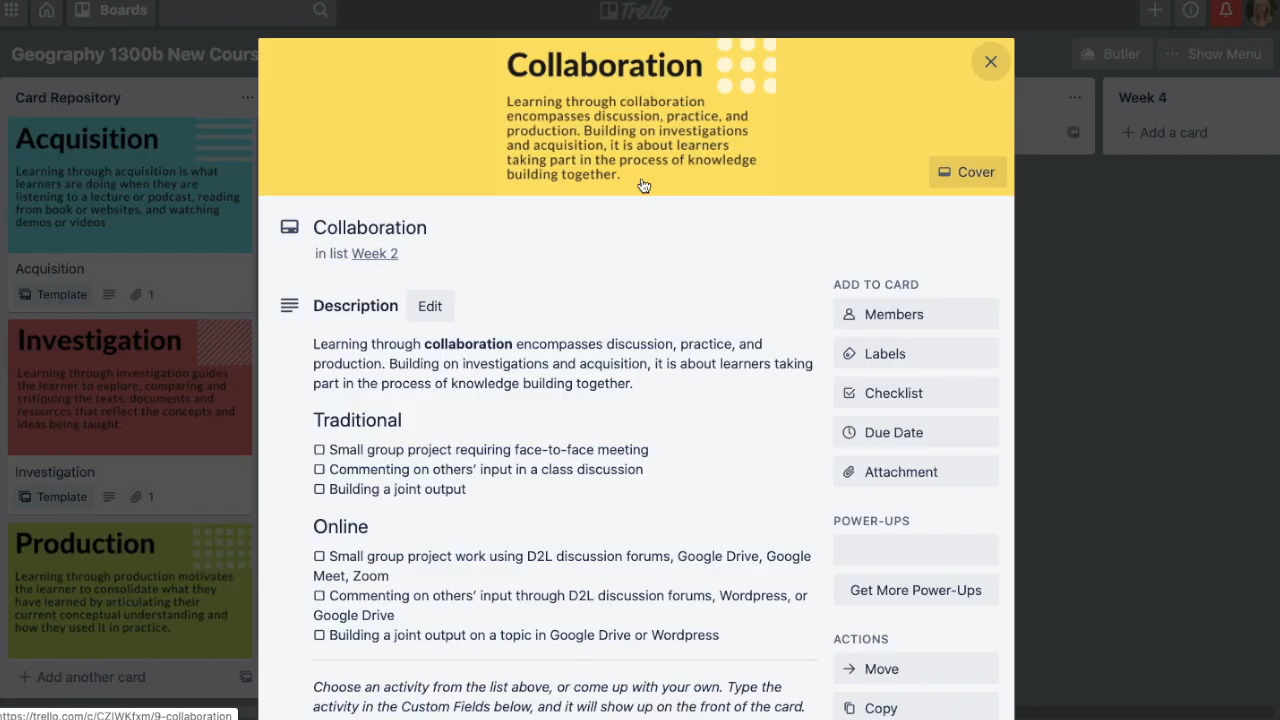 Boards
Trello
Geography 1300b New Cours
Butler
Show Menu
Card Repository
Acquisition
Learning through acquisition is what
learners are doing when they are
listening to a lecture or podcast, reading
from book or websites, and watching
demos or videos
Acquisition
Template
1
Investigation
Learning through investigation guides
the learner to explore, comparing and
critiquing the texts, documents and
resources that reflect the concepts and
ideas being taught.
Investigation
Template
1
Production
Learning through production motivates
the learner to consolidate what they
have learned by articulating their
current conceptual understanding and
how they used it in practice.
+ Add another card
https://trello.com/c/CZIWKfxm/9-collaboration
Collaboration
Learning through collaboration
encompasses discussion, practice, and
production. Building on investigations
and acquisition, it is about learners
taking part in the process of knowledge
building together.
Cover
Collaboration
in list Week 2
Description
Edit
Learning through collaboration encompasses discussion, practice, and
production. Building on investigations and acquisition, it is about learners taking
part in the process of knowledge building together.
Traditional
☐ Small group project requiring face-to-face meeting
☐ Commenting on others' input in a class discussion
☐ Building a joint output
Online
☐ Small group project work using D2L discussion forums, Google Drive, Google
Meet, Zoom
☐ Commenting on others' input through D2L discussion forums, Wordpress, or
Google Drive
☐ Building a joint output on a topic in Google Drive or Wordpress
Choose an activity from the list above, or come up with your own. Type the
activity in the Custom Fields below, and it will show up on the front of the card.
ADD TO CARD
Members
Labels
Checklist
Due Date
Attachment
POWER-UPS
Get More Power-Ups
ACTIONS
Move
Copy
Week 4
+ Add a card